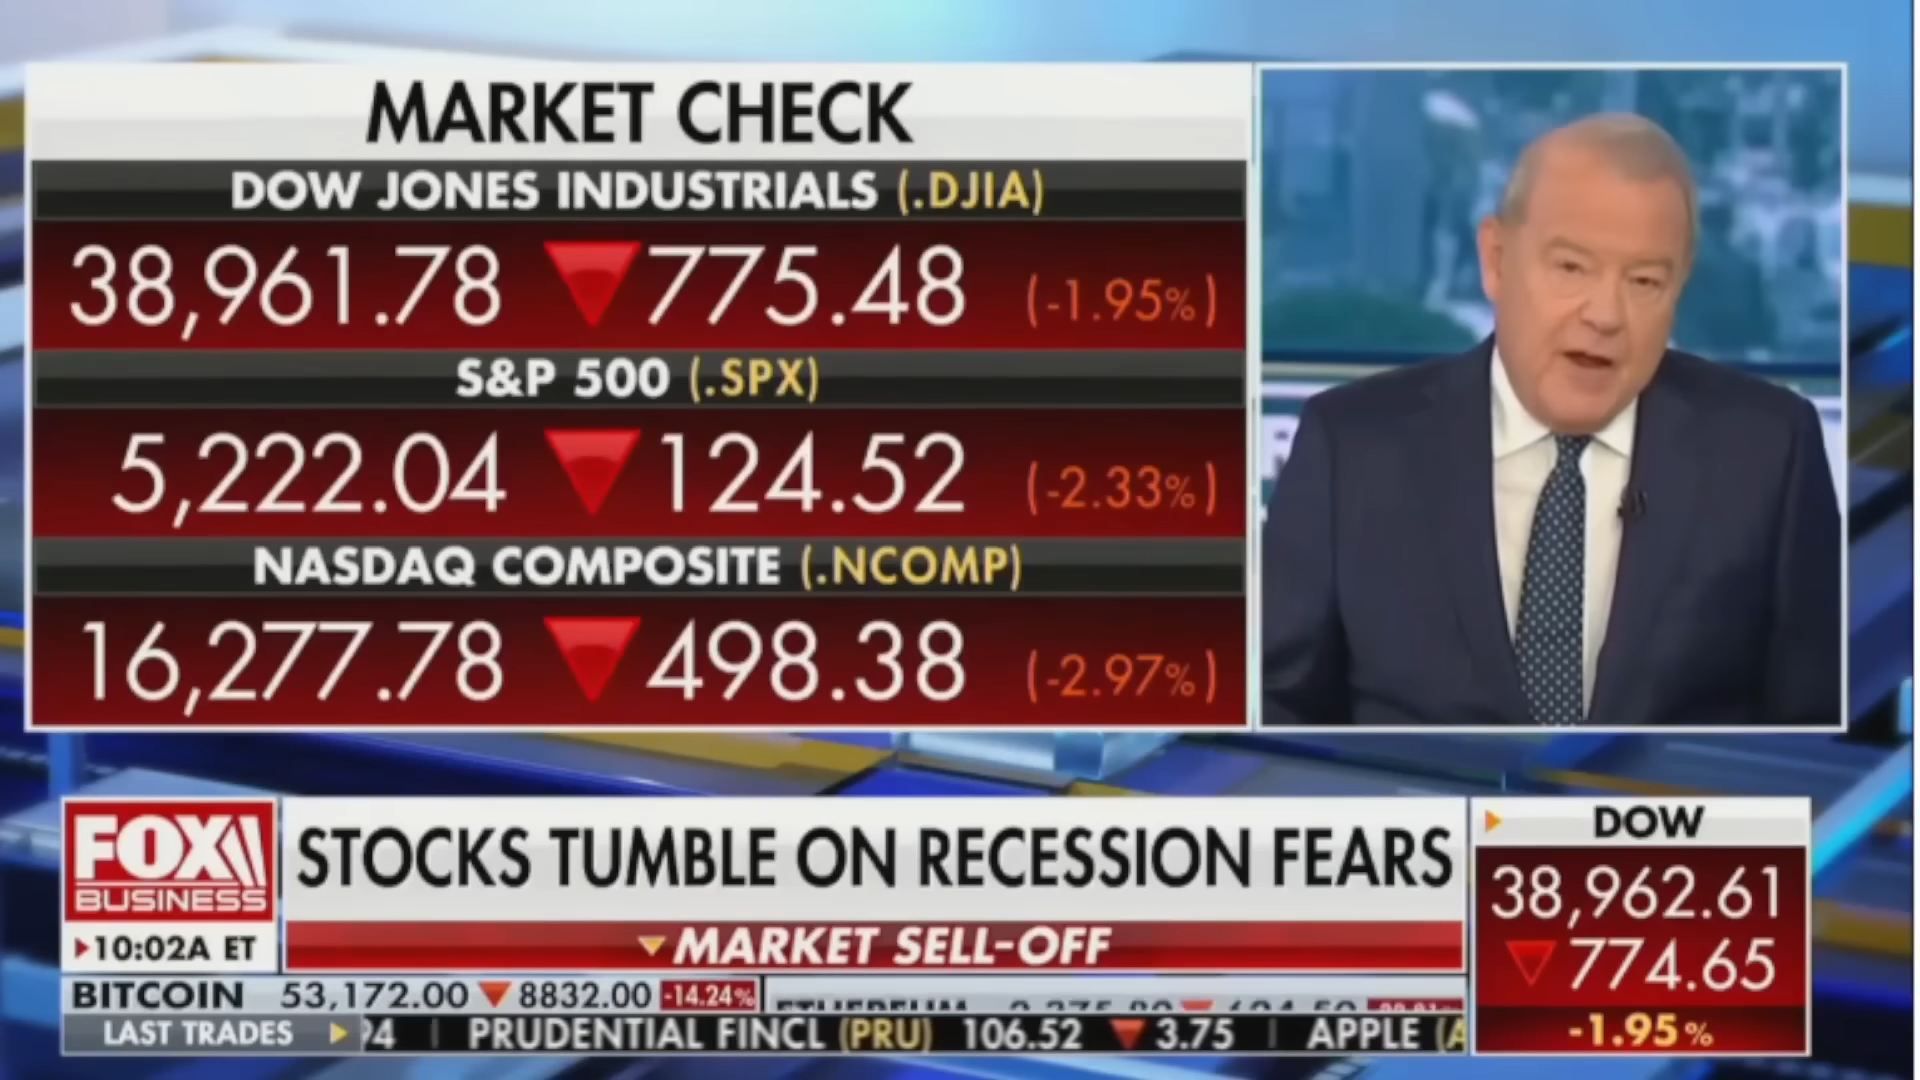 MARKET CHECK
DOW JONES INDUSTRIALS (.DJIA)
38,961.78 ▼775.48 (-1.95%)
S&P 500 (.SPX)
5,222.04 ▼124.52 (-2.33%)
NASDAQ COMPOSITE (.NCOMP)
16,277.78 ▼498.38 (-2.97%)
FOX BUSINESS
10:02A ET
STOCKS TUMBLE ON RECESSION FEARS
MARKET SELL-OFF
DOW
38,962.61
▼774.65
-1.95%
BITCOIN 53,172.00 ▼8832.00 -14.24%
LAST TRADES 94 | PRUDENTIAL FINCL (PRU) 106.52 ▼3.75 | APPLE (A